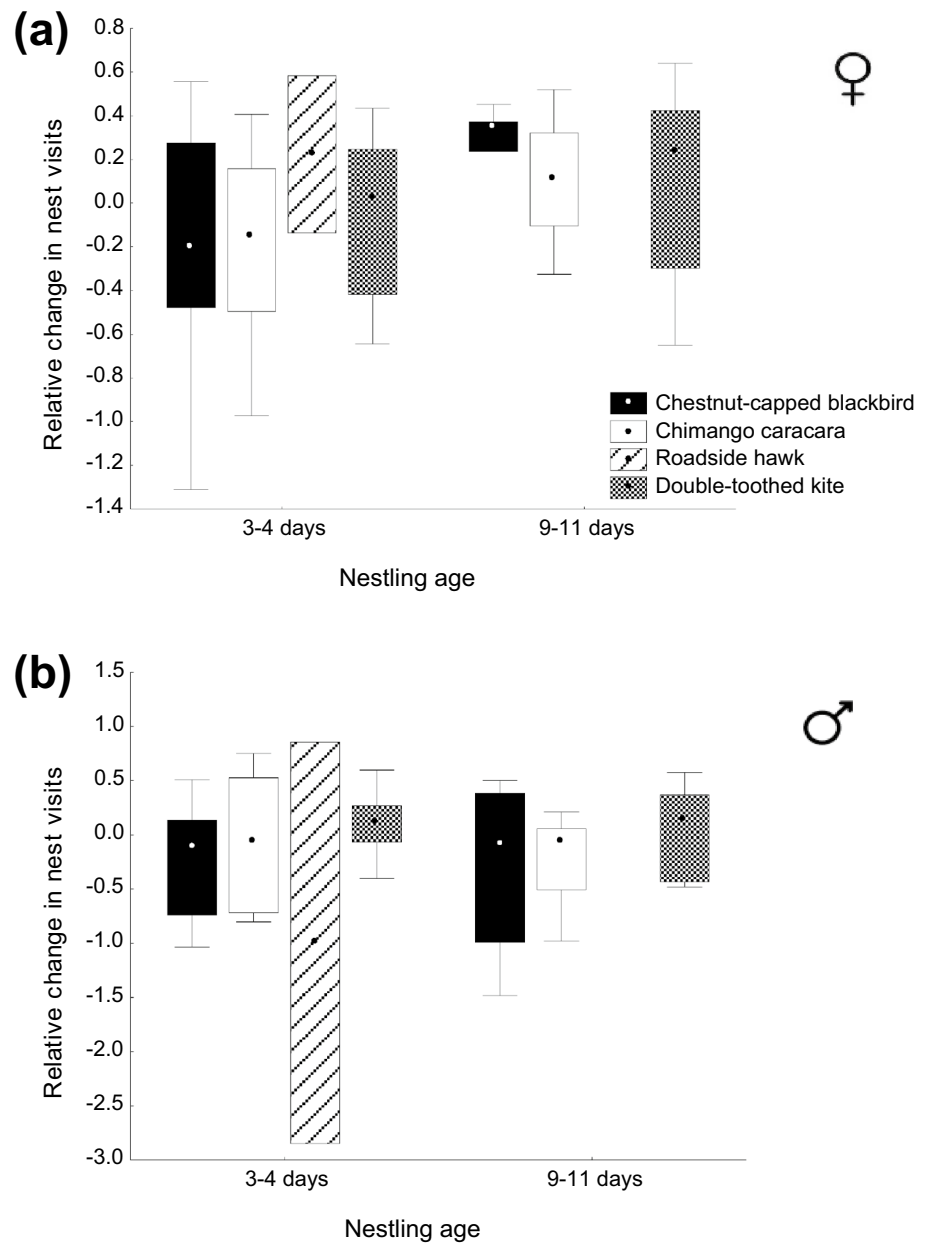 (a)
♀
Relative change in nest visits
0.8
0.6
0.4
0.2
0.0
-0.2
-0.4
-0.6
-0.8
-1.0
-1.2
-1.4
Chestnut-capped blackbird
Chimango caracara
Roadside hawk
Double-toothed kite
3-4 days 9-11 days
Nestling age
(b)
♂
Relative change in nest visits
1.5
1.0
0.5
0.0
-0.5
-1.0
-1.5
-2.0
-2.5
-3.0
3-4 days 9-11 days
Nestling age